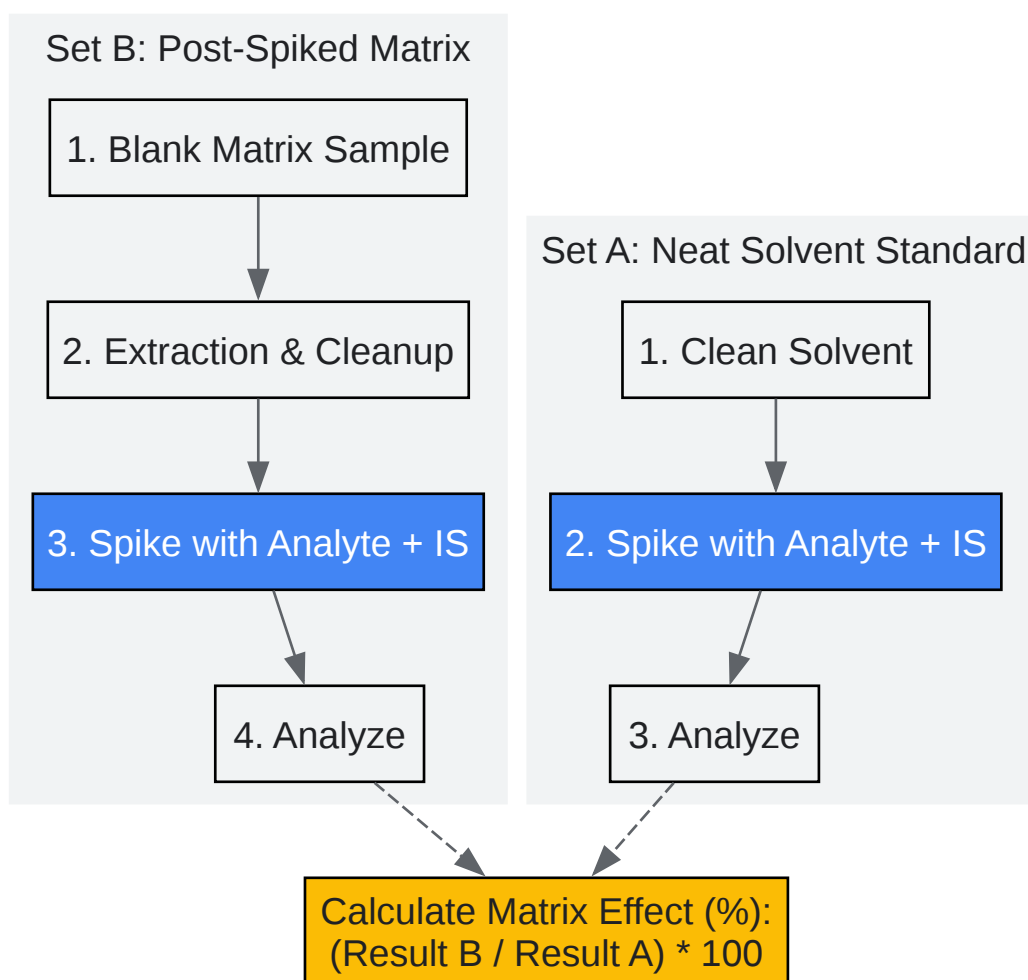 Set B: Post-Spiked Matrix
1. Blank Matrix Sample
2. Extraction & Cleanup
3. Spike with Analyte + IS
4. Analyze
Set A: Neat Solvent Standard
1. Clean Solvent
2. Spike with Analyte + IS
3. Analyze
Calculate Matrix Effect (%):
(Result B / Result A) * 100